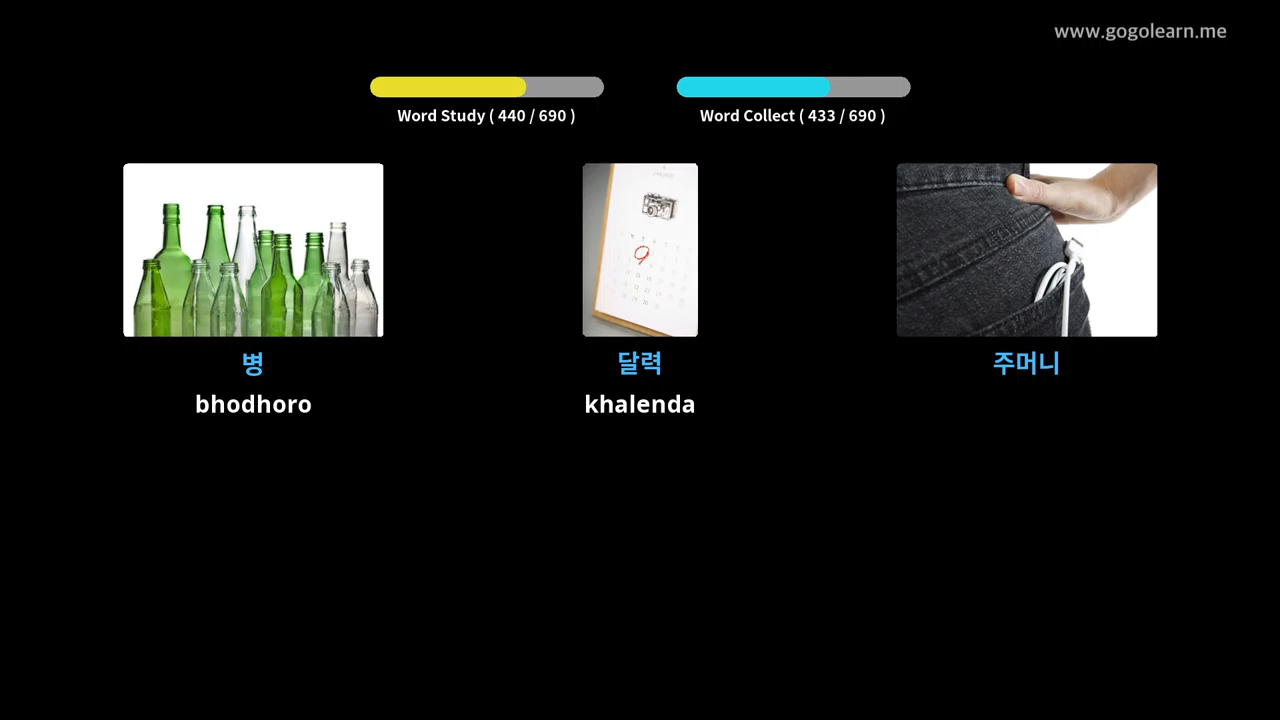 www.gogolearn.me
Word Study ( 440 / 690 )
Word Collect ( 433 / 690 )
병
달력
주머니
bhodhoro
khalenda